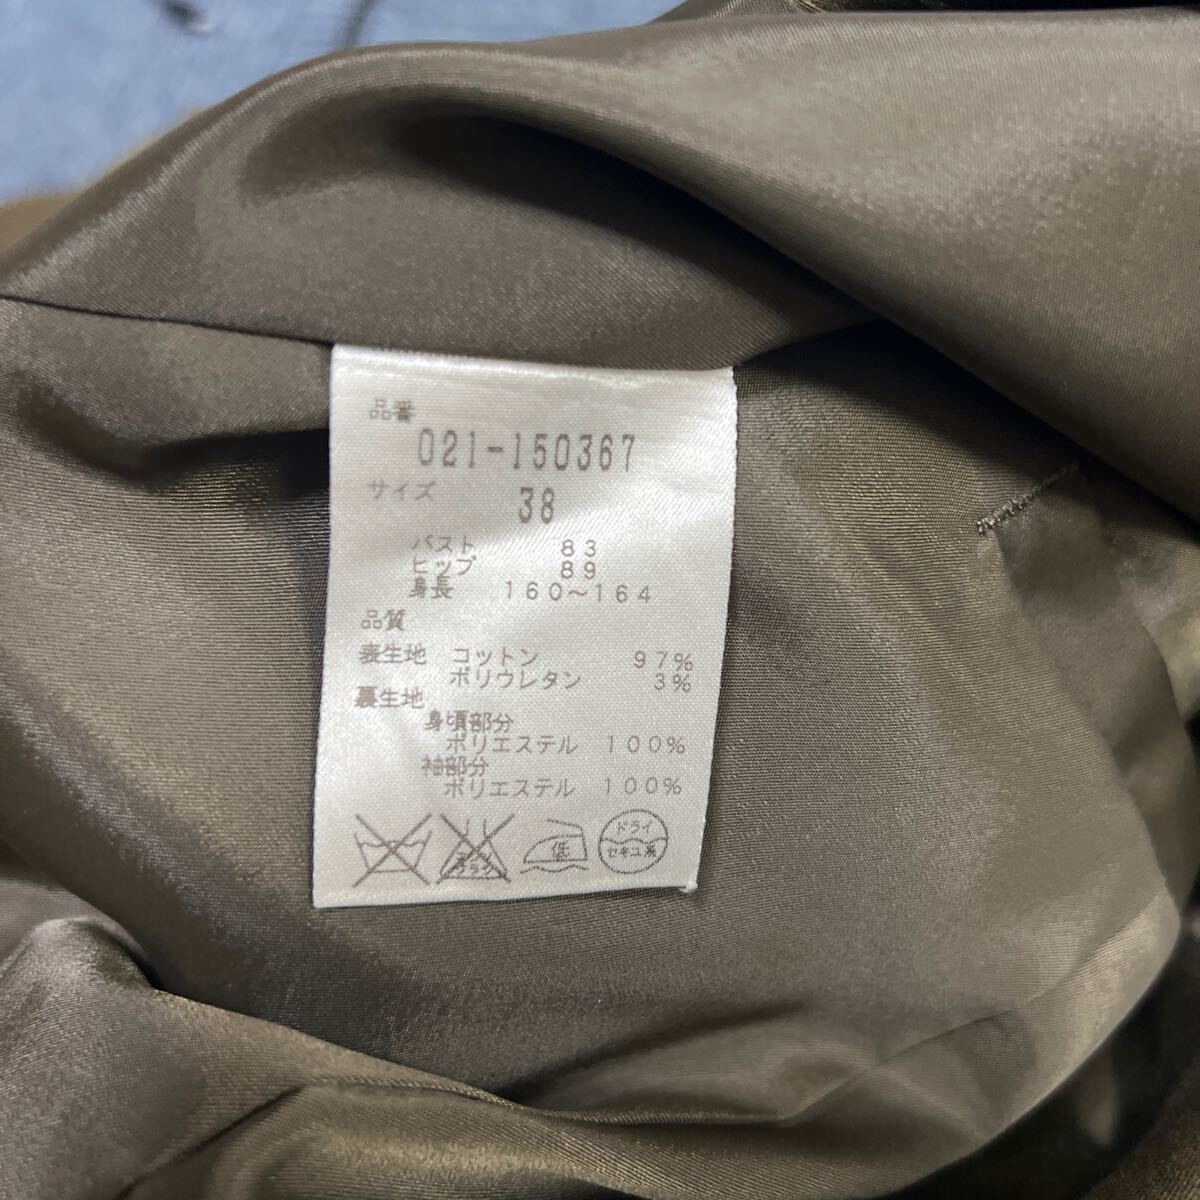 品番
021-150367
サイズ
38
バスト 83
ヒップ 89
身長 160～164
品質
表生地 コットン 97%
ポリウレタン 3%
裏生地
身頃部分
ポリエステル 100%
袖部分
ポリエステル 100%
低
ドライ
セキユ系